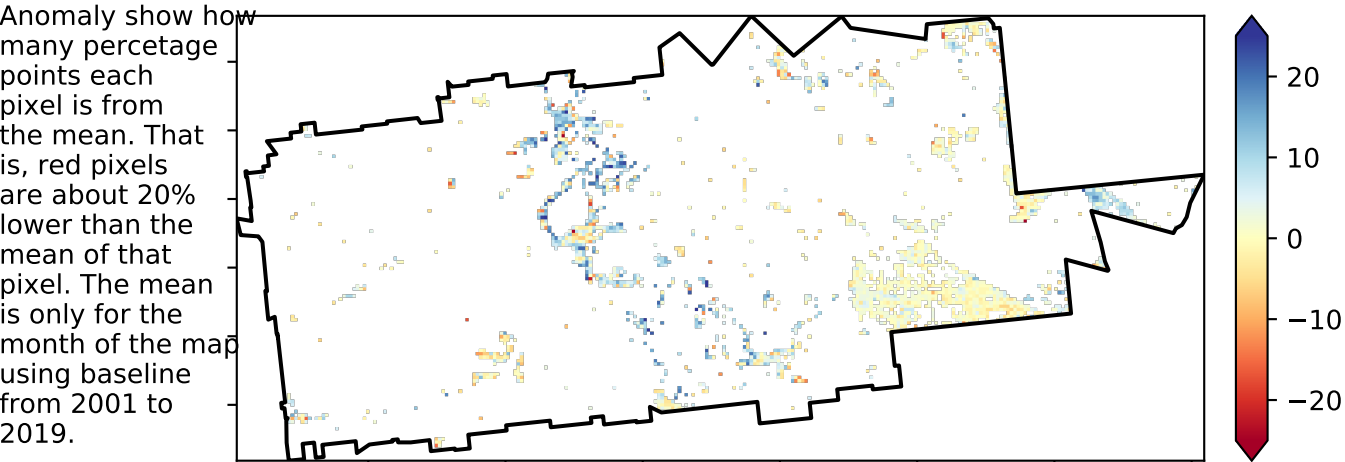 Anomaly show how
many percetage
points each
pixel is from
the mean. That
is, red pixels
are about 20%
lower than the
mean of that
pixel. The mean
is only for the
month of the map
using baseline
from 2001 to
2019.
20
10
0
−10
−20